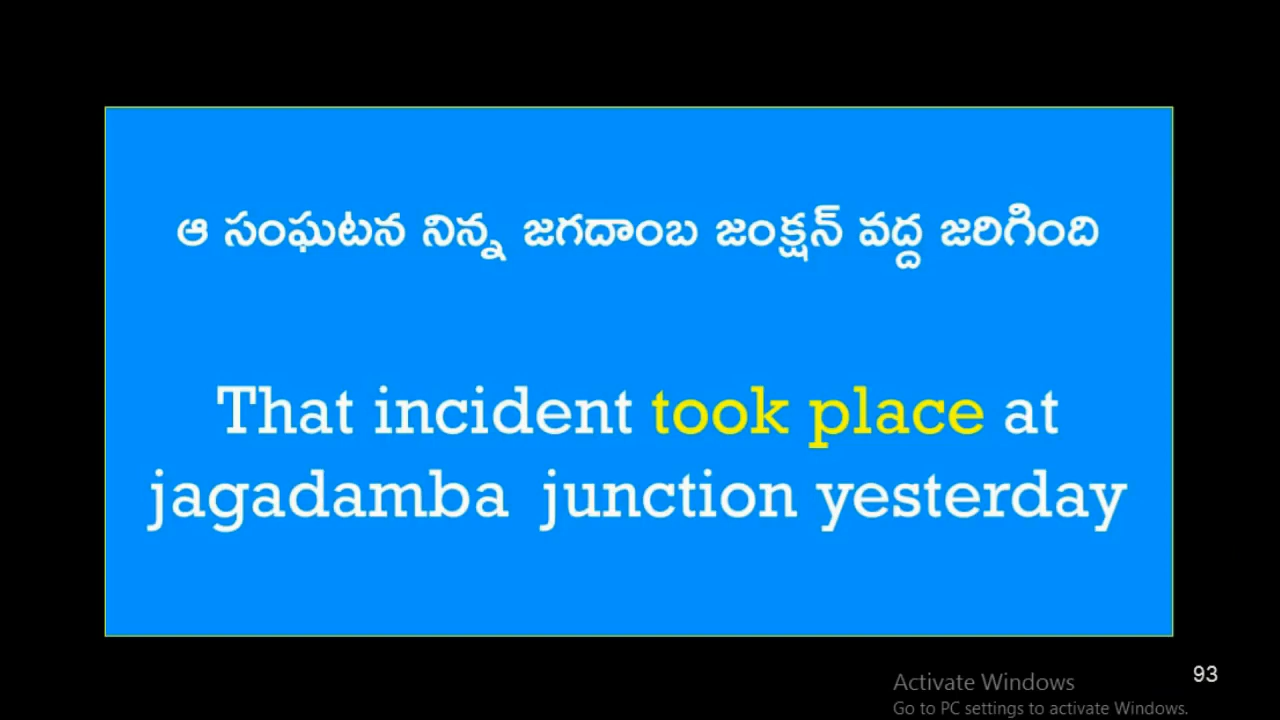 ఆ సంఘటన నిన్న జగదాంబ జంక్షన్ వద్ద జరిగింది
That incident took place at
jagadamba junction yesterday
93
Activate Windows
Go to PC settings to activate Windows.